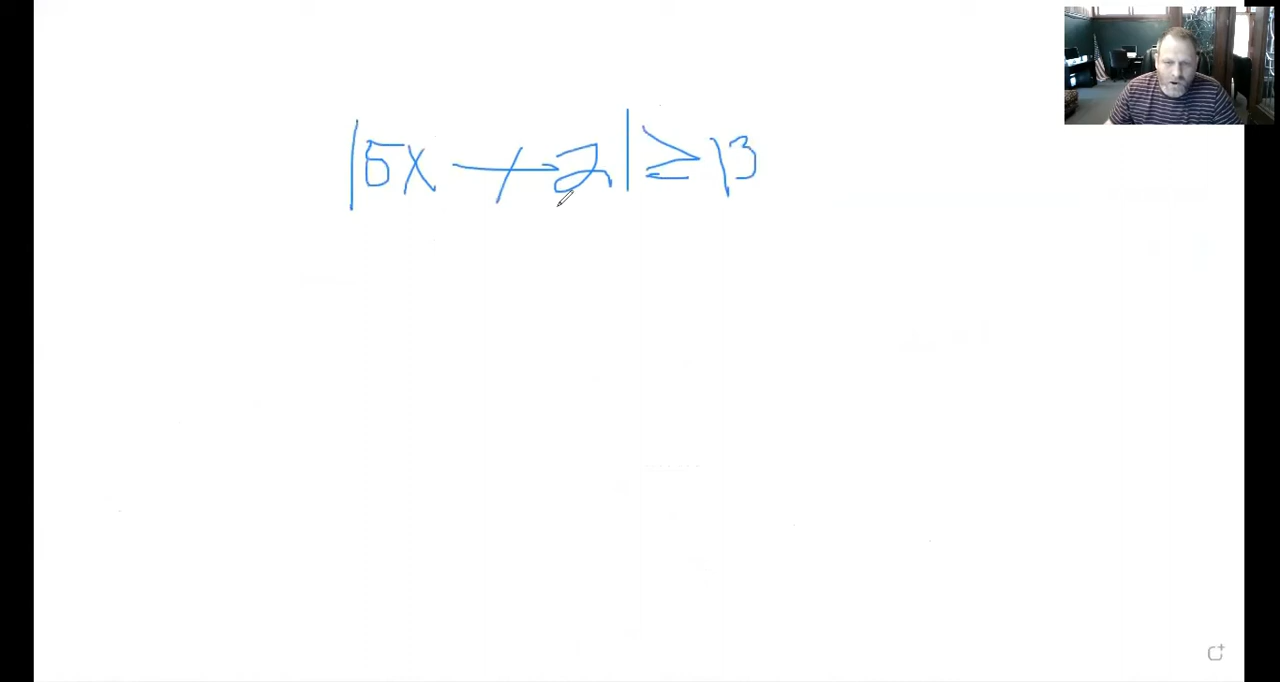 |5x + 2| ≥ 13